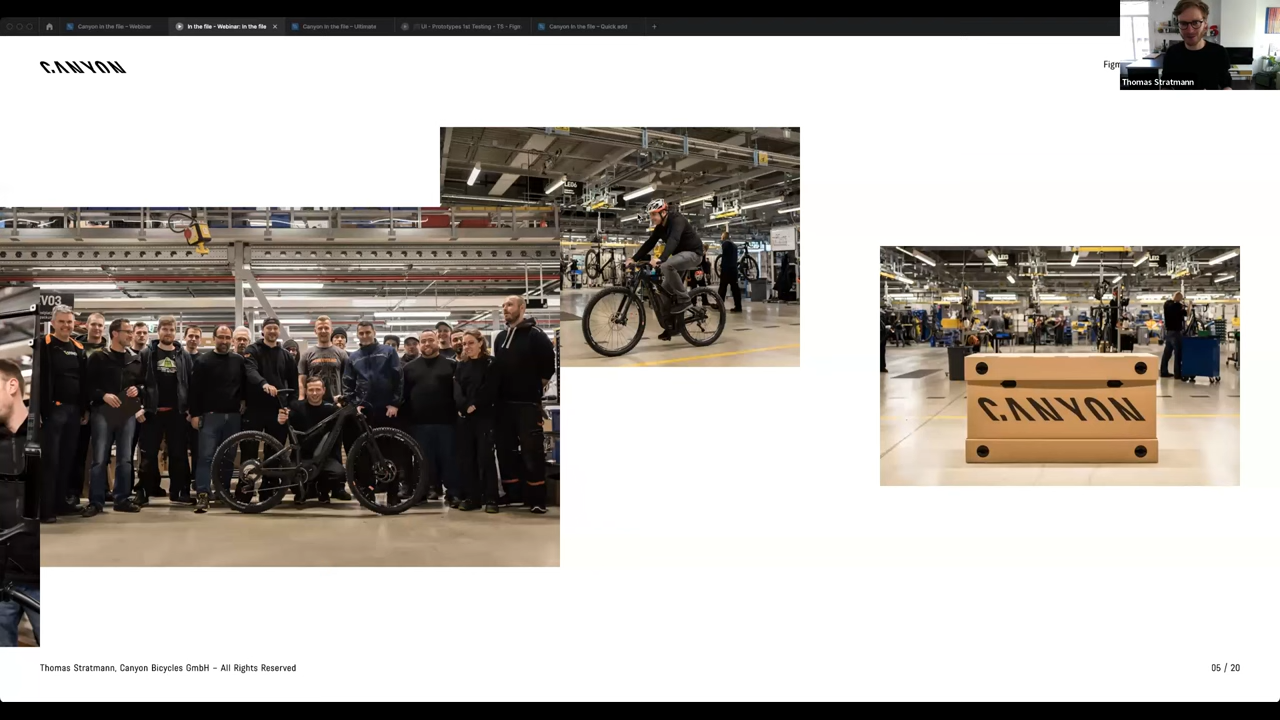 Canyon in the file – Webinar
In the file – Webinar: in the file
Canyon in the file – Ultimate
UI - Prototypes 1st Testing - T5 - Figm
Canyon in the file – Quick add
CANYON
Figm
Thomas Stratmann
LED6
V03
CANYON
Thomas Stratmann, Canyon Bicycles GmbH – All Rights Reserved
05 / 20